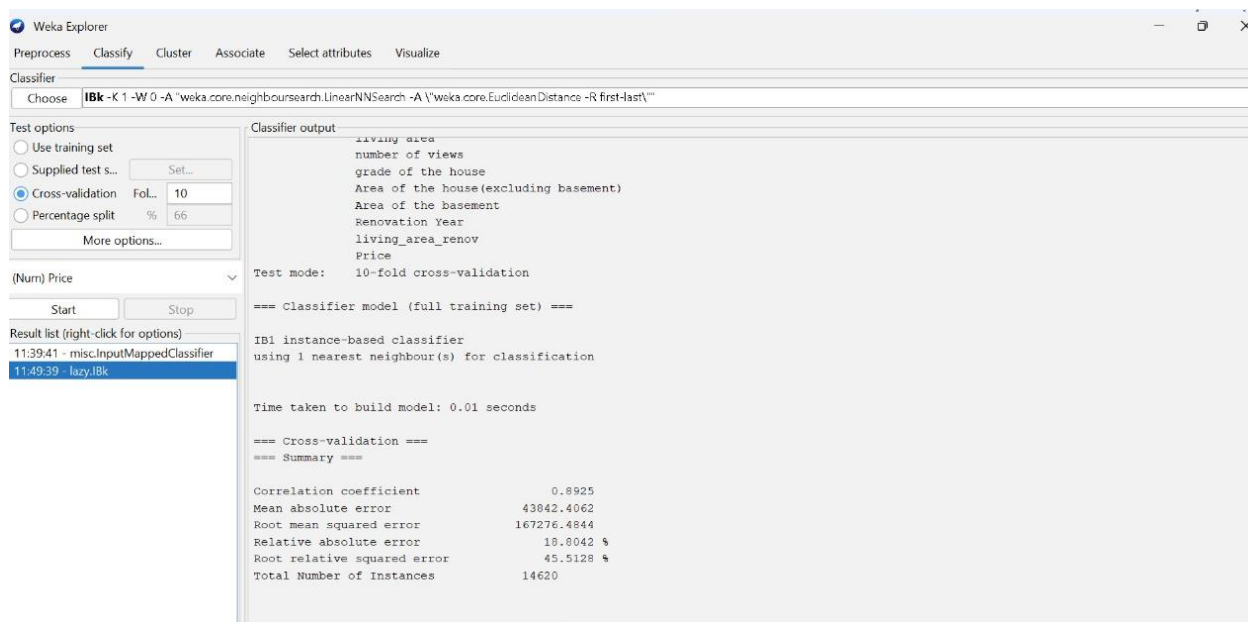 Weka Explorer
Preprocess Classify Cluster Associate Select attributes Visualize
Classifier
Choose IBk -K 1 -W 0 -A "weka.core.neighboursearch.LinearNNSearch -A \"weka.core.EuclideanDistance -R first-last\""
Test options
Use training set
Supplied test s... Set...
Cross-validation Fol... 10
Percentage split % 66
More options...
(Num) Price
Start Stop
Result list (right-click for options)
11:39:41 - misc.InputMappedClassifier
11:49:39 - lazy.IBk
Classifier output
living area
number of views
grade of the house
Area of the house(excluding basement)
Area of the basement
Renovation Year
living_area_renov
Price
Test mode: 10-fold cross-validation
=== Classifier model (full training set) ===
IB1 instance-based classifier
using 1 nearest neighbour(s) for classification
Time taken to build model: 0.01 seconds
=== Cross-validation ===
=== Summary ===
Correlation coefficient 0.8925
Mean absolute error 43842.4062
Root mean squared error 167276.4844
Relative absolute error 18.8042 %
Root relative squared error 45.5128 %
Total Number of Instances 14620